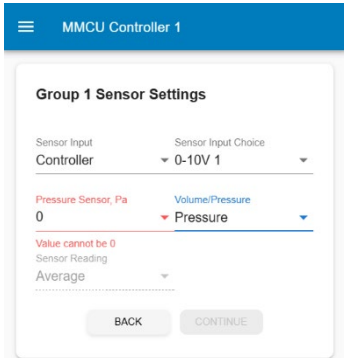 MMCU Controller 1
Group 1 Sensor Settings
Sensor Input Sensor Input Choice
Controller 0-10V 1
Pressure Sensor, Pa Volume/Pressure
0 Pressure
Value cannot be 0
Sensor Reading
Average
BACK CONTINUE